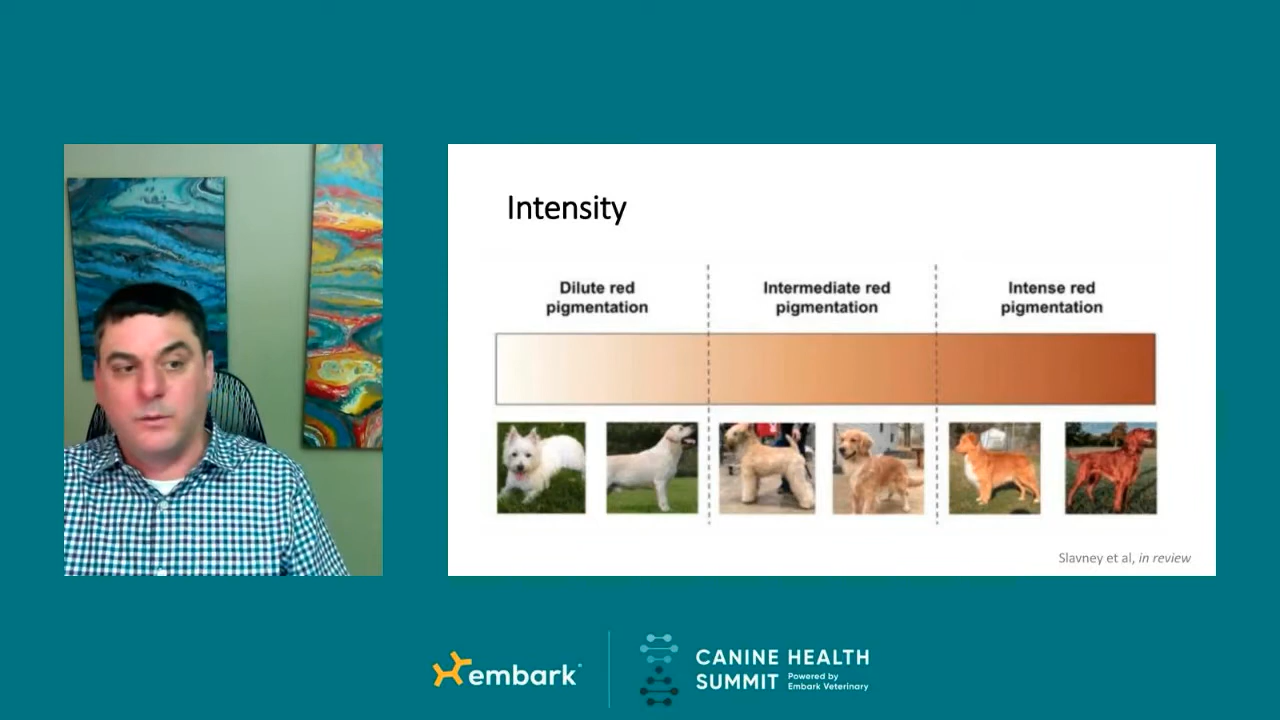 Intensity
Dilute red
pigmentation
Intermediate red
pigmentation
Intense red
pigmentation
Slavney et al, in review
embark
CANINE HEALTH
SUMMIT
Powered by
Embark Veterinary